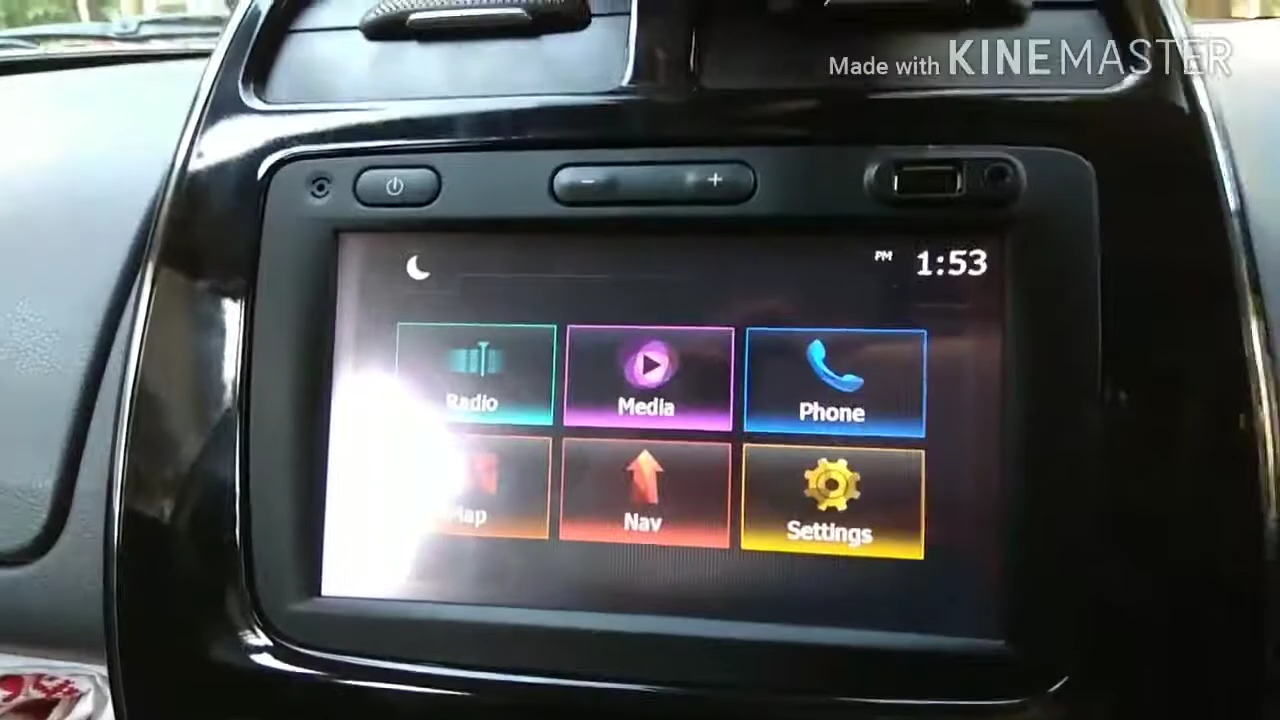 Made with KINEMASTER
PM 1:53
Radio Media Phone
Map Nav Settings